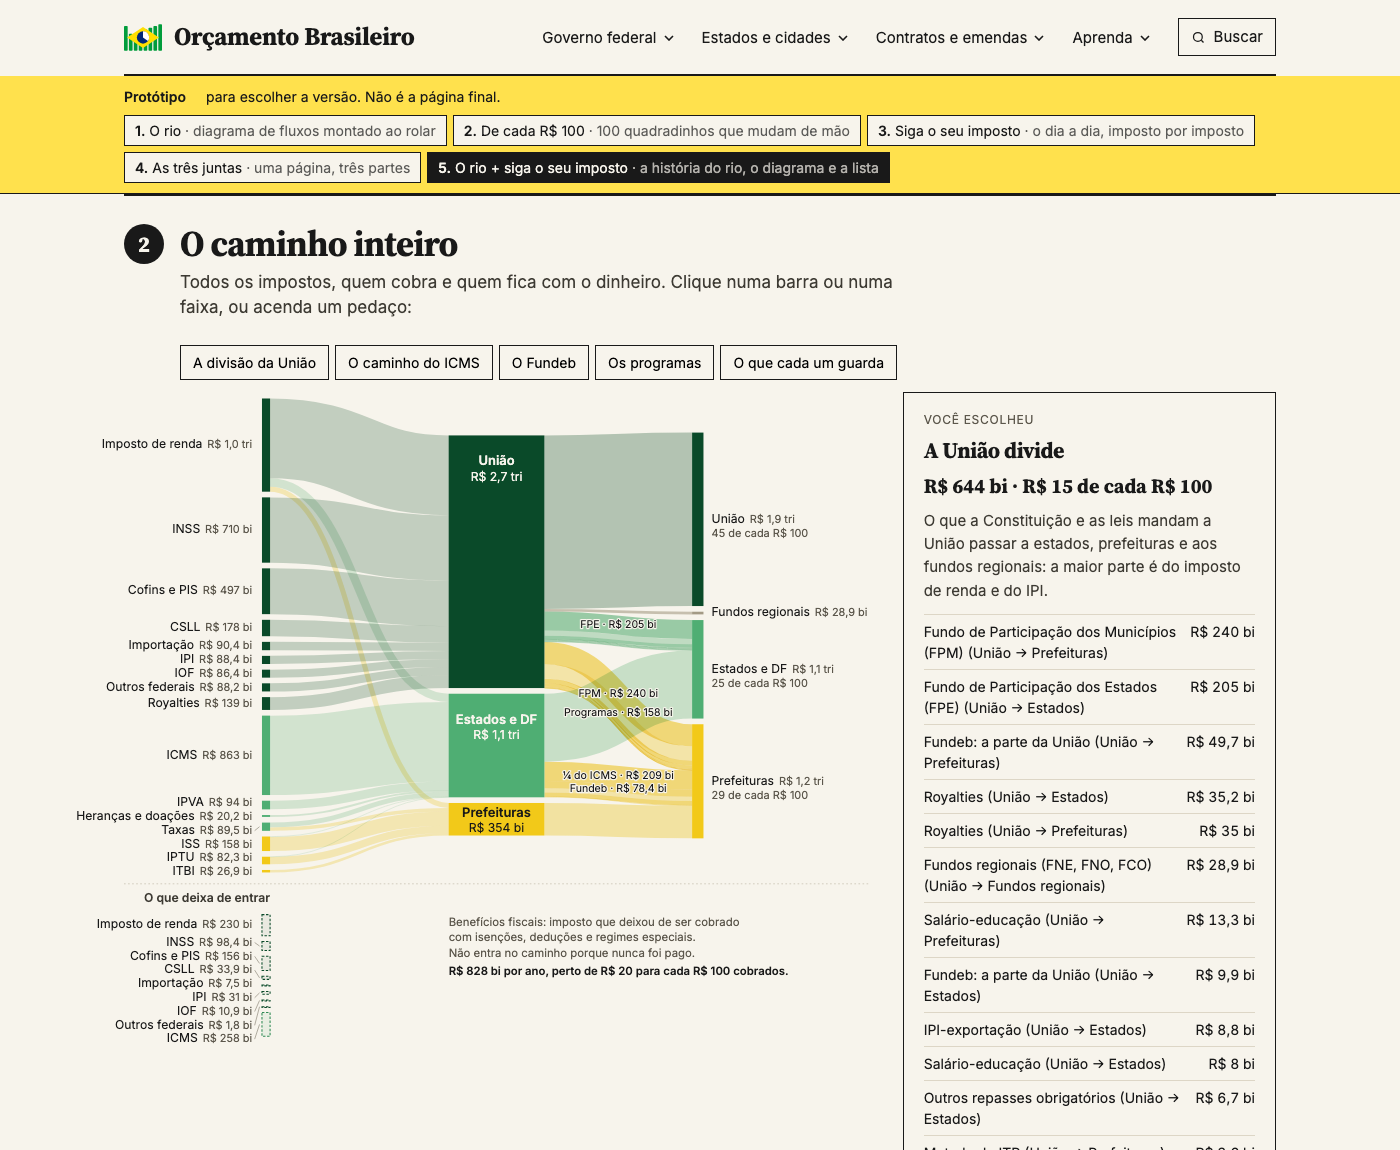 Orçamento Brasileiro
Governo federal
Estados e cidades
Contratos e emendas
Aprenda
Buscar
Protótipo para escolher a versão. Não é a página final.
1. O rio · diagrama de fluxos montado ao rolar
2. De cada R$ 100 · 100 quadradinhos que mudam de mão
3. Siga o seu imposto · o dia a dia, imposto por imposto
4. As três juntas · uma página, três partes
5. O rio + siga o seu imposto · a história do rio, o diagrama e a lista
2
O caminho inteiro
Todos os impostos, quem cobra e quem fica com o dinheiro. Clique numa barra ou numa
faixa, ou acenda um pedaço:
A divisão da União
O caminho do ICMS
O Fundeb
Os programas
O que cada um guarda
Imposto de renda R$ 1,0 tri
INSS R$ 710 bi
Cofins e PIS R$ 497 bi
CSLL R$ 178 bi
Importação R$ 90,4 bi
IPI R$ 88,4 bi
IOF R$ 86,4 bi
Outros federais R$ 88,2 bi
Royalties R$ 139 bi
ICMS R$ 863 bi
IPVA R$ 94 bi
Heranças e doações R$ 20,2 bi
Taxas R$ 89,5 bi
ISS R$ 158 bi
IPTU R$ 82,3 bi
ITBI R$ 26,9 bi
União
R$ 2,7 tri
Estados e DF
R$ 1,1 tri
Prefeituras
R$ 354 bi
FPE · R$ 205 bi
FPM · R$ 240 bi
Programas · R$ 158 bi
¼ do ICMS · R$ 209 bi
Fundeb · R$ 78,4 bi
União R$ 1,9 tri
45 de cada R$ 100
Fundos regionais R$ 28,9 bi
Estados e DF R$ 1,1 tri
25 de cada R$ 100
Prefeituras R$ 1,2 tri
29 de cada R$ 100
O que deixa de entrar
Imposto de renda R$ 230 bi
INSS R$ 98,4 bi
Cofins e PIS R$ 156 bi
CSLL R$ 33,9 bi
Importação R$ 7,5 bi
IPI R$ 31 bi
IOF R$ 10,9 bi
Outros federais R$ 1,8 bi
ICMS R$ 258 bi
Benefícios fiscais: imposto que deixou de ser cobrado
com isenções, deduções e regimes especiais.
Não entra no caminho porque nunca foi pago.
R$ 828 bi por ano, perto de R$ 20 para cada R$ 100 cobrados.
VOCÊ ESCOLHEU
A União divide
R$ 644 bi · R$ 15 de cada R$ 100
O que a Constituição e as leis mandam a
União passar a estados, prefeituras e aos
fundos regionais: a maior parte é do imposto
de renda e do IPI.
Fundo de Participação dos Municípios R$ 240 bi
(FPM) (União → Prefeituras)
Fundo de Participação dos Estados R$ 205 bi
(FPE) (União → Estados)
Fundeb: a parte da União (União → R$ 49,7 bi
Prefeituras)
Royalties (União → Estados) R$ 35,2 bi
Royalties (União → Prefeituras) R$ 35 bi
Fundos regionais (FNE, FNO, FCO) R$ 28,9 bi
(União → Fundos regionais)
Salário-educação (União → R$ 13,3 bi
Prefeituras)
Fundeb: a parte da União (União → R$ 9,9 bi
Estados)
IPI-exportação (União → Estados) R$ 8,8 bi
Salário-educação (União → Estados) R$ 8 bi
Outros repasses obrigatórios (União → R$ 6,7 bi
Estados)